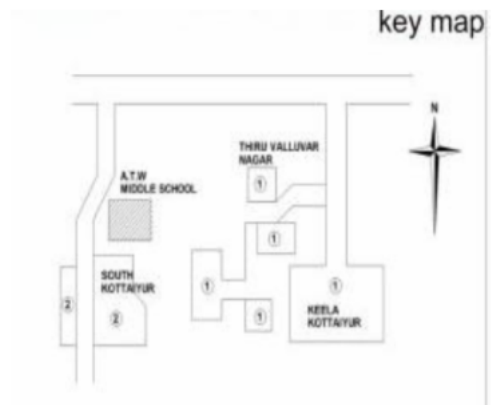 key map
N
THIRU VALLUVAR
NAGAR
1
A.T.W
MIDDLE SCHOOL
1
SOUTH
KOTTAIYUR
1
1
2
2
1
KEELA
KOTTAIYUR